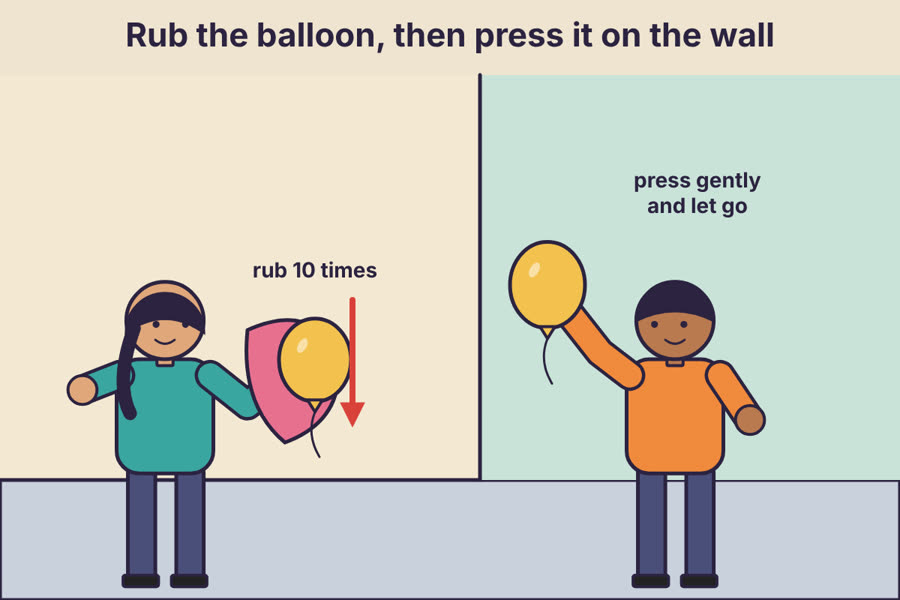 Rub the balloon, then press it on the wall
rub 10 times
press gently
and let go